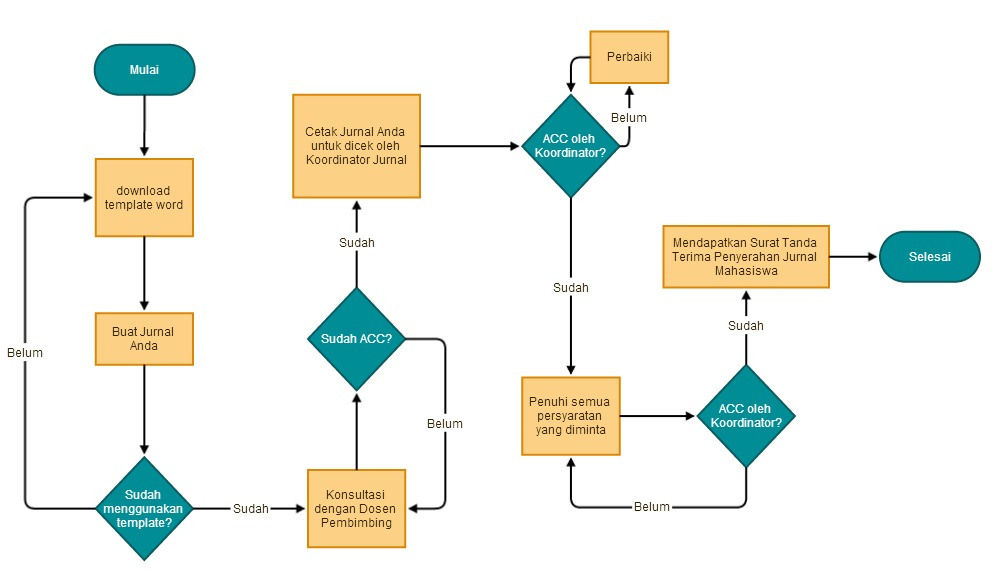 Mulai
download
template word
Buat Jurnal
Anda
Belum
Sudah
menggunakan
template?
Sudah
Konsultasi
dengan Dosen
Pembimbing
Sudah ACC?
Belum
Sudah
Cetak Jurnal Anda
untuk dicek oleh
Koordinator Jurnal
ACC oleh
Koordinator?
Belum
Perbaiki
Sudah
Penuhi semua
persyaratan
yang diminta
ACC oleh
Koordinator?
Belum
Sudah
Mendapatkan Surat Tanda
Terima Penyerahan Jurnal
Mahasiswa
Selesai